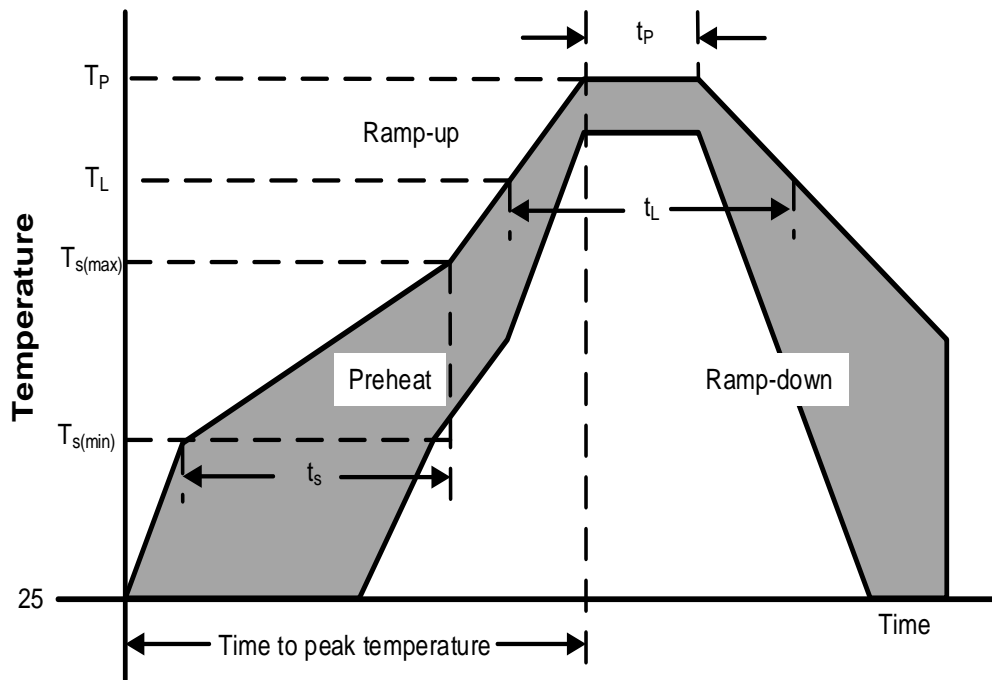 tP
TP
Ramp-up
TL
tL
Ts(max)
Temperature
Preheat
Ramp-down
Ts(min)
ts
25
Time
Time to peak temperature